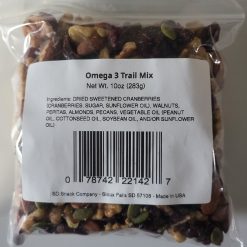 Omega 3 Trail Mix
Net Wt. 10oz (283g)
Ingredients: DRIED SWEETENED CRANBERRIES
(CRANBERRIES, SUGAR, SUNFLOWER OIL), WALNUTS,
PEPITAS, ALMONDS, PECANS, VEGETABLE OIL (PEANUT
OIL, COTTONSEED OIL, SOYBEAN OIL, AND/OR SUNFLOWER
OIL)
0 78742 22142 7
SD Snack Company - Sioux Falls SD 57108 - Made in USA